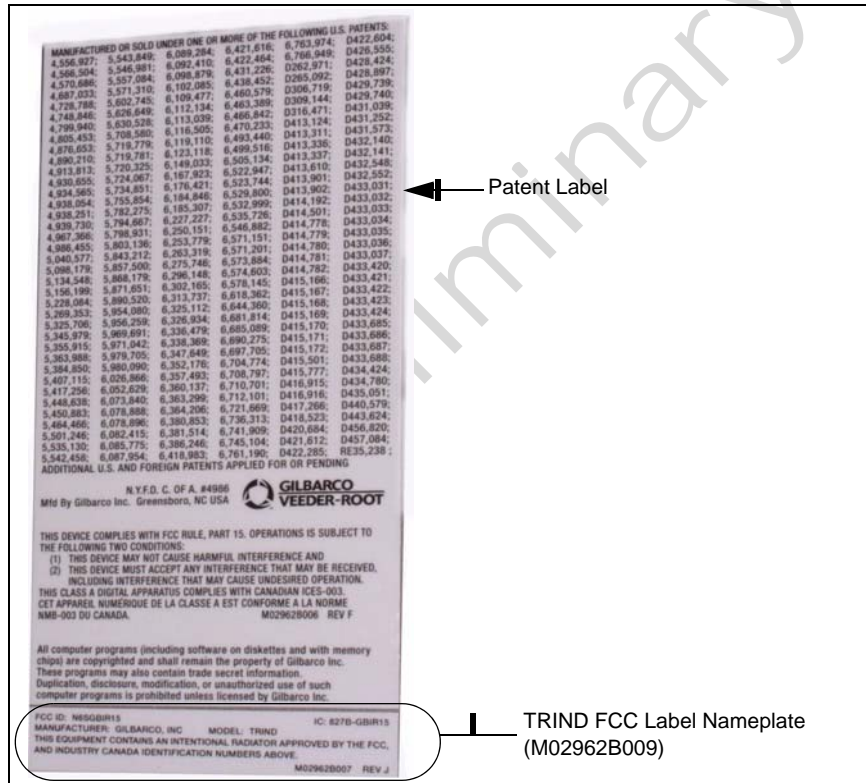 MANUFACTURED OR SOLD UNDER ONE OR MORE OF THE FOLLOWING U.S. PATENTS:
4,556,927; 5,543,849; 6,089,284; 6,421,616; 6,763,974; D422,604;
4,566,504; 5,546,981; 6,092,410; 6,422,464; 6,766,949; D426,555;
4,570,686; 5,557,084; 6,098,879; 6,431,226; D262,971; D428,424;
4,687,033; 5,571,310; 6,102,085; 6,438,452; D265,092; D428,897;
4,728,788; 5,602,745; 6,109,477; 6,460,579; D306,719; D429,739;
4,748,846; 5,626,649; 6,112,134; 6,463,389; D309,144; D429,740;
4,799,940; 5,630,528; 6,113,039; 6,466,842; D316,471; D431,039;
4,805,453; 5,708,580; 6,116,505; 6,470,233; D413,124; D431,252;
4,876,653; 5,719,779; 6,119,110; 6,493,440; D413,311; D431,573;
4,890,210; 5,719,781; 6,123,118; 6,499,516; D413,336; D432,140;
4,913,813; 5,720,325; 6,149,033; 6,505,134; D413,337; D432,141;
4,930,655; 5,724,067; 6,167,923; 6,522,947; D413,610; D432,548;
4,934,565; 5,734,851; 6,176,421; 6,523,744; D413,901; D432,552;
4,938,054; 5,755,854; 6,184,846; 6,529,800; D413,902; D433,031;
4,938,251; 5,782,275; 6,185,307; 6,532,999; D414,192; D433,032;
4,939,730; 5,794,667; 6,227,227; 6,535,726; D414,501; D433,033;
4,967,366; 5,798,931; 6,250,151; 6,546,882; D414,778; D433,034;
4,986,455; 5,803,136; 6,253,779; 6,571,151; D414,779; D433,035;
5,040,577; 5,843,212; 6,263,319; 6,571,201; D414,780; D433,036;
5,098,179; 5,857,500; 6,275,746; 6,573,884; D414,781; D433,037;
5,134,548; 5,868,179; 6,296,148; 6,574,603; D414,782; D433,420;
5,156,199; 5,871,651; 6,302,165; 6,578,145; D415,166; D433,421;
5,228,084; 5,890,520; 6,313,737; 6,618,362; D415,167; D433,422;
5,269,353; 5,954,080; 6,325,112; 6,644,360; D415,168; D433,423;
5,325,706; 5,956,259; 6,326,934; 6,681,814; D415,169; D433,424;
5,345,979; 5,969,691; 6,336,479; 6,685,089; D415,170; D433,685;
5,355,915; 5,971,042; 6,338,369; 6,690,275; D415,171; D433,686;
5,363,988; 5,979,705; 6,347,649; 6,697,705; D415,172; D433,687;
5,384,850; 5,980,090; 6,352,176; 6,704,774; D415,501; D433,688;
5,407,115; 6,026,866; 6,357,493; 6,708,797; D415,777; D434,424;
5,417,256; 6,052,629; 6,360,137; 6,710,701; D416,915; D434,780;
5,448,638; 6,073,840; 6,363,299; 6,712,101; D416,916; D435,051;
5,450,883; 6,078,888; 6,364,206; 6,721,669; D417,266; D440,579;
5,464,466; 6,078,896; 6,380,853; 6,736,313; D418,523; D443,624;
5,501,246; 6,082,415; 6,381,514; 6,741,909; D420,684; D456,820;
5,535,130; 6,085,775; 6,386,246; 6,745,104; D421,612; D457,084;
5,542,458; 6,087,954; 6,418,983; 6,761,190; D422,285; RE35,238 ;
ADDITIONAL U.S. AND FOREIGN PATENTS APPLIED FOR OR PENDING
N.Y.F.D. C. OF A. #4986
Mfd By Gilbarco Inc. Greensboro, NC USA
GILBARCO
VEEDER-ROOT
THIS DEVICE COMPLIES WITH FCC RULE, PART 15. OPERATIONS IS SUBJECT TO
THE FOLLOWING TWO CONDITIONS:
(1) THIS DEVICE MAY NOT CAUSE HARMFUL INTERFERENCE AND
(2) THIS DEVICE MUST ACCEPT ANY INTERFERENCE THAT MAY BE RECEIVED,
INCLUDING INTERFERENCE THAT MAY CAUSE UNDESIRED OPERATION.
THIS CLASS A DIGITAL APPARATUS COMPLIES WITH CANADIAN ICES-003.
CET APPAREIL NUMÉRIQUE DE LA CLASSE A EST CONFORME A LA NORME
NMB-003 DU CANADA. M02962B006 REV F
All computer programs (including software on diskettes and with memory
chips) are copyrighted and shall remain the property of Gilbarco Inc.
These programs may also contain trade secret information.
Duplication, disclosure, modification, or unauthorized use of such
computer programs is prohibited unless licensed by Gilbarco Inc.
FCC ID: N6SGBIR15 IC: 827B-GBIR15
MANUFACTURER: GILBARCO, INC MODEL: TRIND
THIS EQUIPMENT CONTAINS AN INTENTIONAL RADIATOR APPROVED BY THE FCC,
AND INDUSTRY CANADA IDENTIFICATION NUMBERS ABOVE.
M02962B007 REV J
Patent Label
TRIND FCC Label Nameplate
(M02962B009)